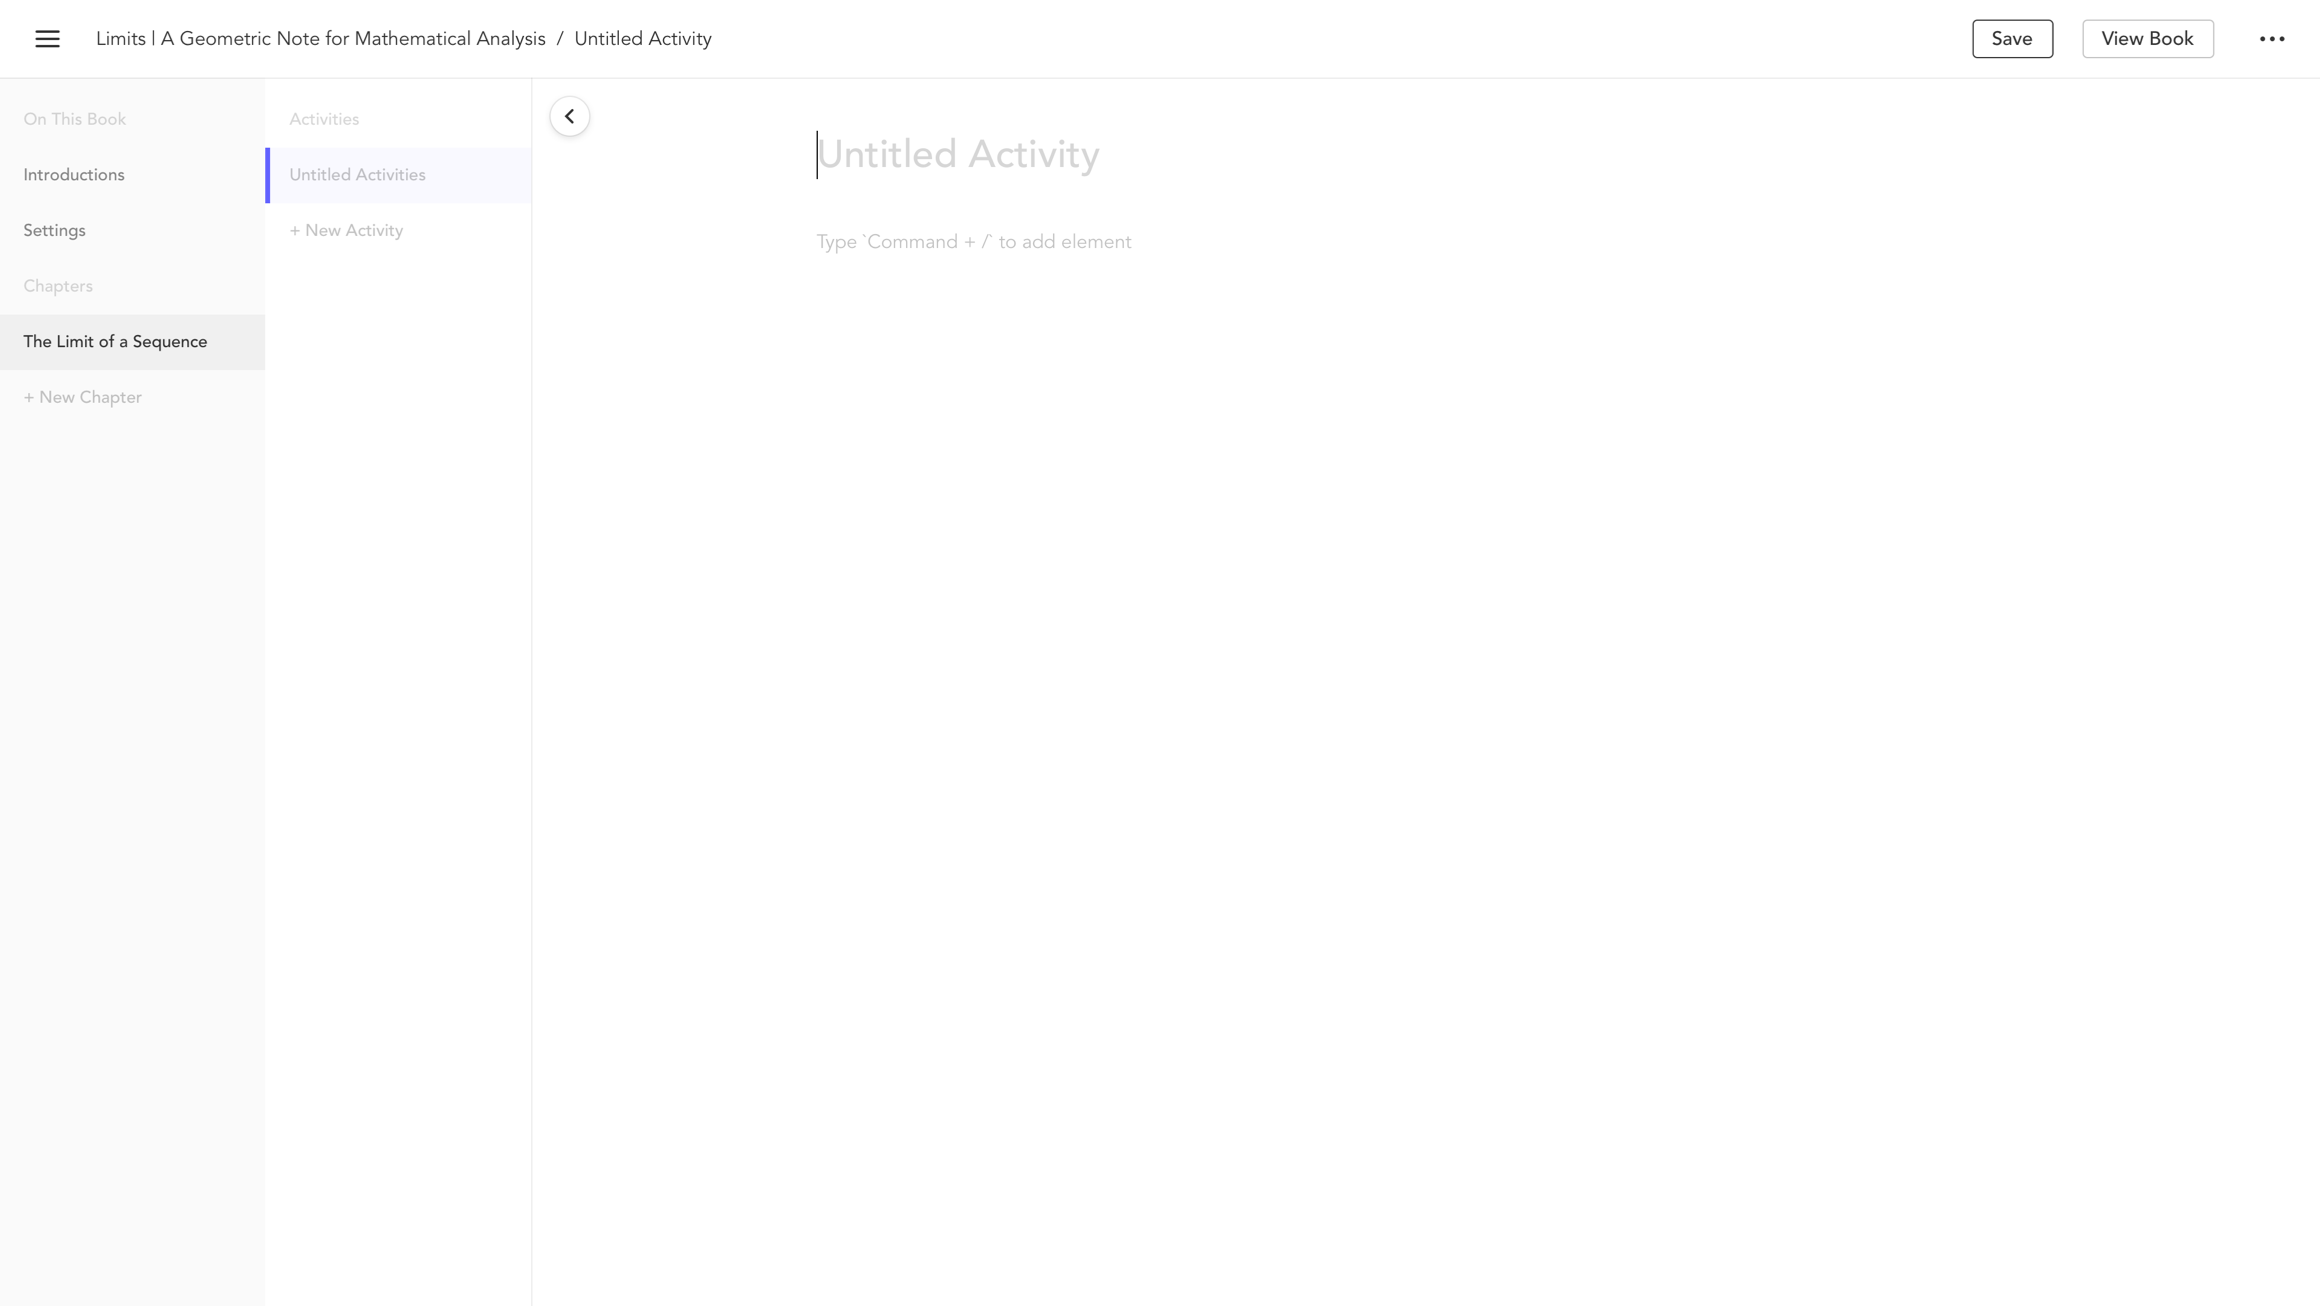 Limits | A Geometric Note for Mathematical Analysis / Untitled Activity
Save
View Book
On This Book
Introductions
Settings
Chapters
The Limit of a Sequence
+ New Chapter
Activities
Untitled Activities
+ New Activity
Untitled Activity
Type `Command + /` to add element